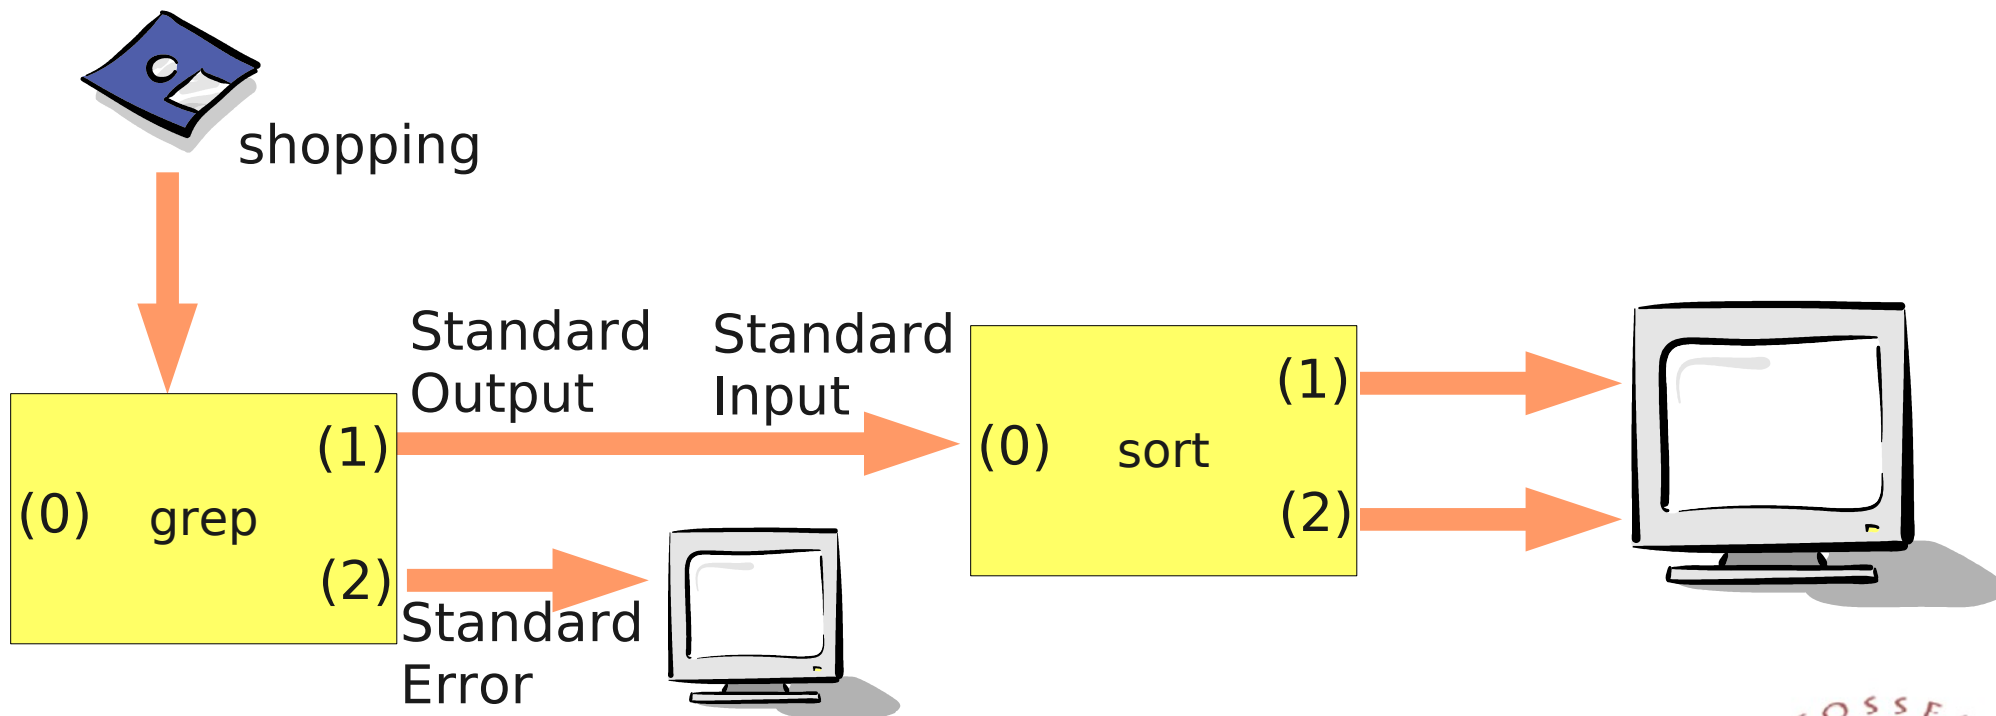 shopping
Standard
Output
Standard
Input
(1)
(0) grep
(2)
Standard
Error
(1)
(0) sort
(2)